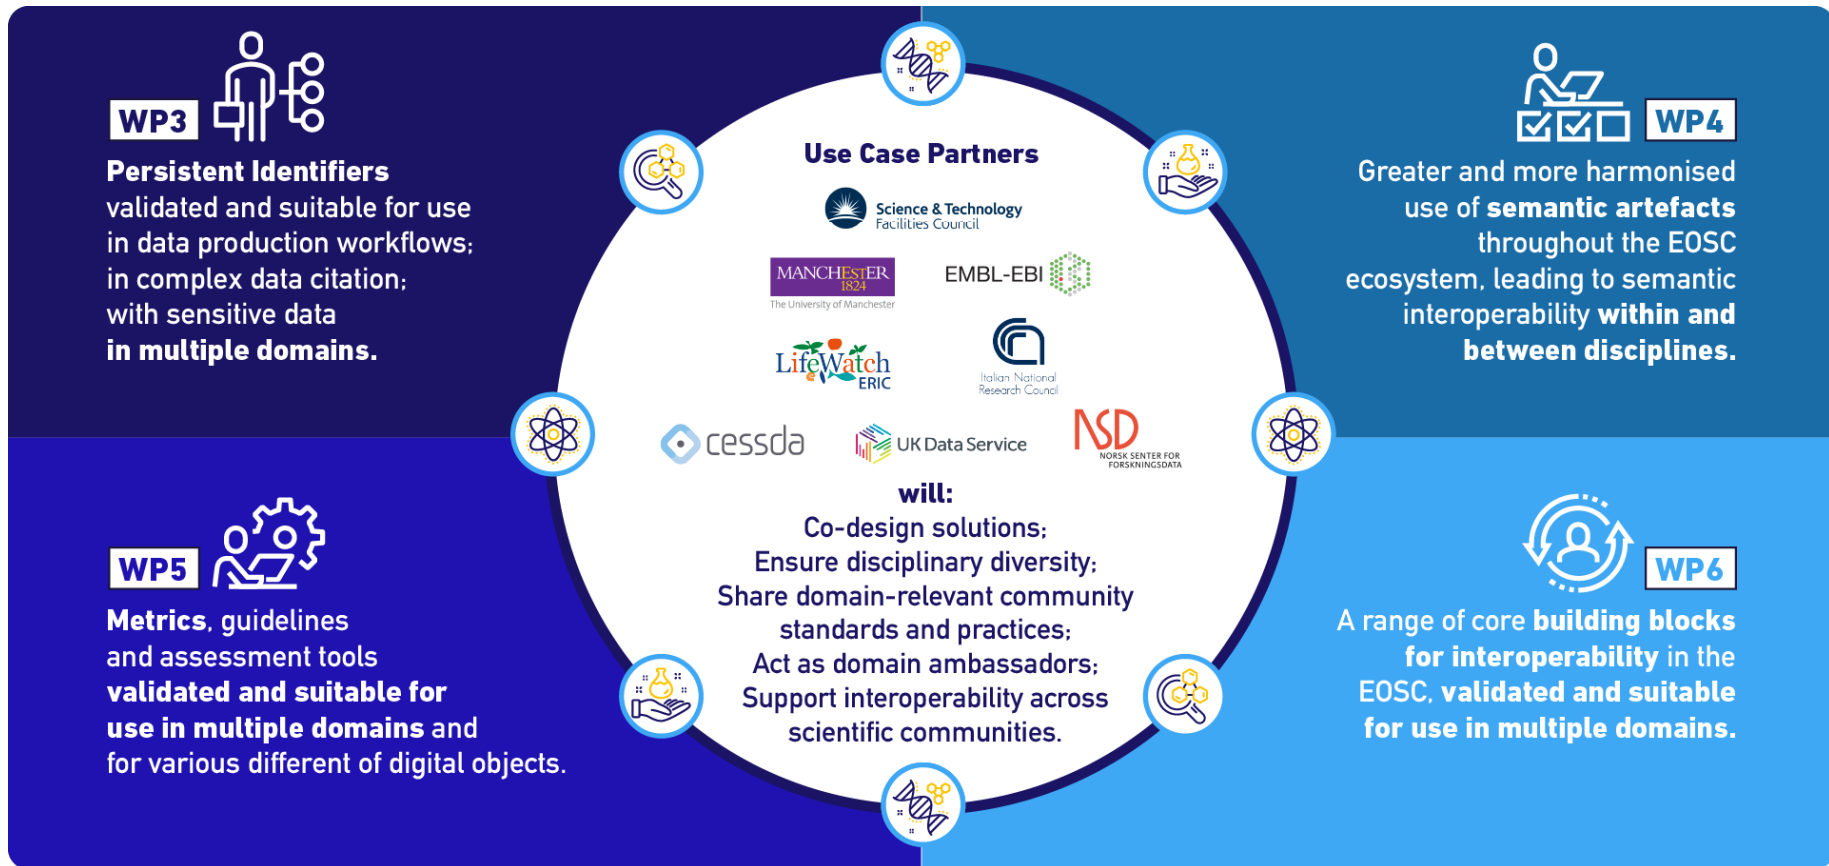 WP3
Persistent Identifiers
validated and suitable for use
in data production workflows;
in complex data citation;
with sensitive data
in multiple domains.
WP4
Greater and more harmonised
use of semantic artefacts
throughout the EOSC
ecosystem, leading to semantic
interoperability within and
between disciplines.
Use Case Partners
Science & Technology
Facilities Council
MANCHESTER
1824
The University of Manchester
EMBL-EBI
LifeWatch
ERIC
Italian National
Research Council
cessda
UK Data Service
NSD
NORSK SENTER FOR
FORSKNINGSDATA
will:
Co-design solutions;
Ensure disciplinary diversity;
Share domain-relevant community
standards and practices;
Act as domain ambassadors;
Support interoperability across
scientific communities.
WP5
Metrics, guidelines
and assessment tools
validated and suitable for
use in multiple domains and
for various different of digital objects.
WP6
A range of core building blocks
for interoperability in the
EOSC, validated and suitable
for use in multiple domains.